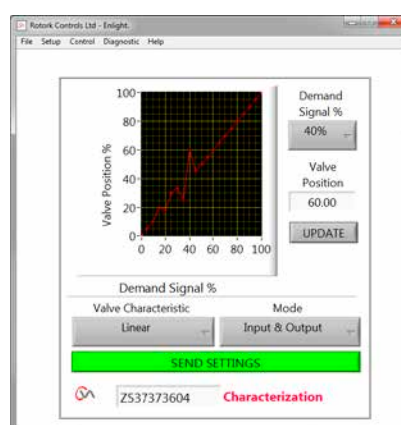 Rotork Controls Ltd - Enlight.
File Setup Control Diagnostic Help
Demand
Signal %
40%
Valve
Position
60.00
UPDATE
Valve Position %
100
80
60
40
20
0
0 20 40 60 80 100
Demand Signal %
Valve Characteristic Mode
Linear Input & Output
SEND SETTINGS
ZS37373604 Characterization